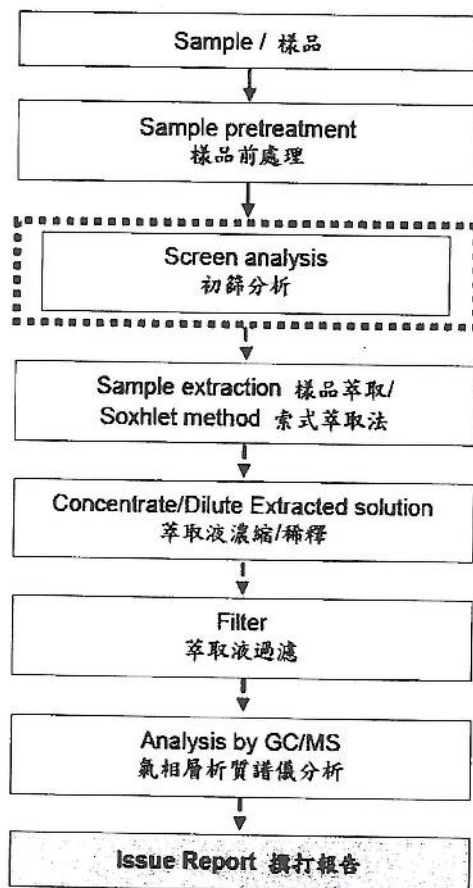 Sample / 樣品
Sample pretreatment
樣品前處理
Screen analysis
初篩分析
Sample extraction 樣品萃取/
Soxhlet method 索式萃取法
Concentrate/Dilute Extracted solution
萃取液濃縮/稀釋
Filter
萃取液過濾
Analysis by GC/MS
氣相層析質譜儀分析
Issue Report 撰打報告